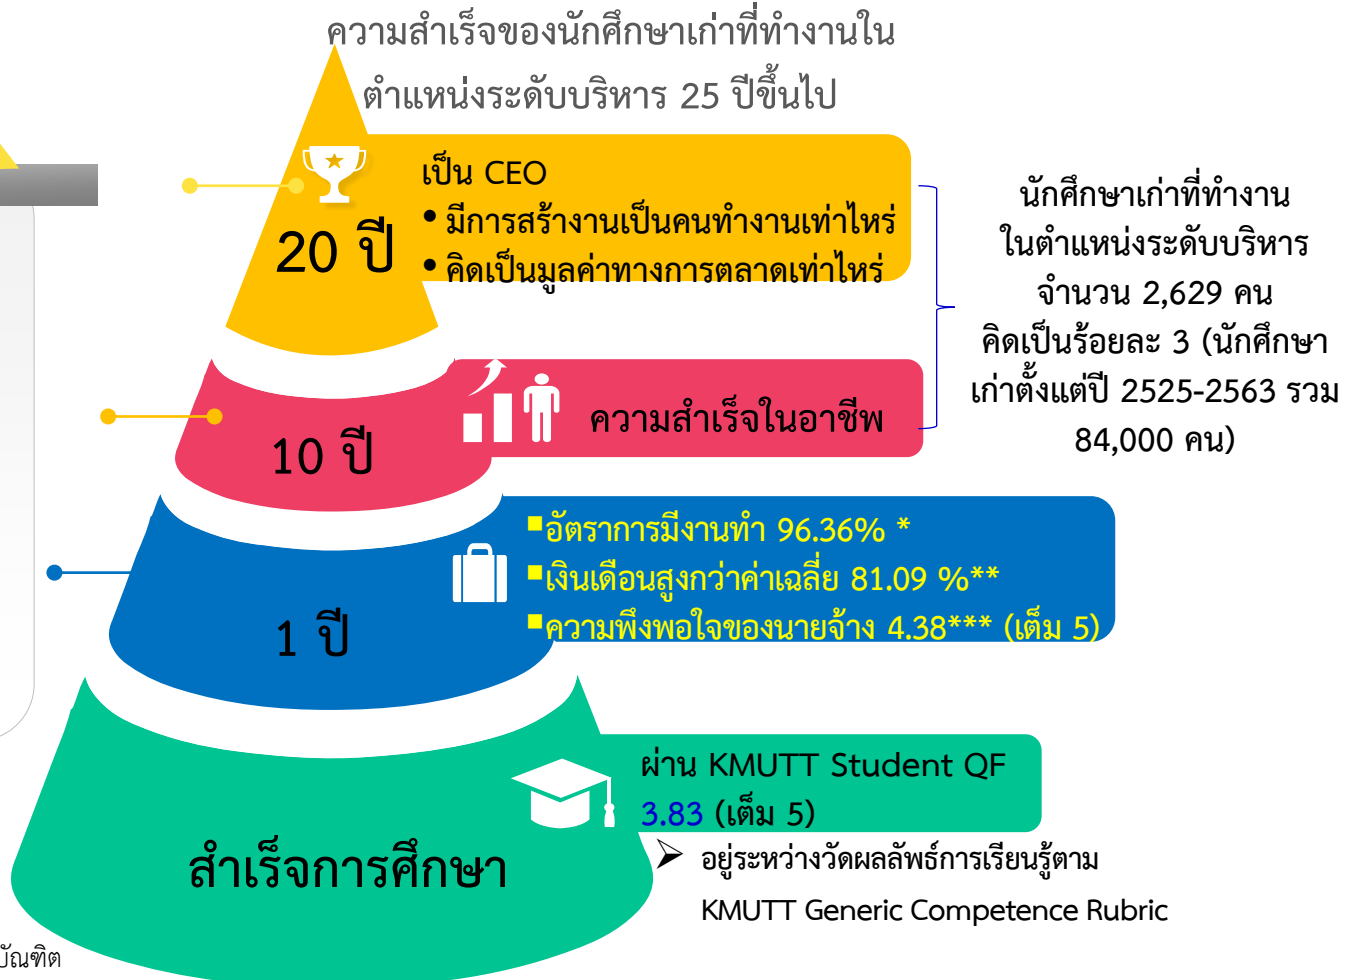 ความสำเร็จของนักศึกษาเก่าที่ทำงานใน
ตำแหน่งระดับบริหาร 25 ปีขึ้นไป
20 ปี
เป็น CEO
• มีการสร้างงานเป็นคนทำงานเท่าไหร่
• คิดเป็นมูลค่าทางการตลาดเท่าไหร่
นักศึกษาเก่าที่ทำงาน
ในตำแหน่งระดับบริหาร
จำนวน 2,629 คน
คิดเป็นร้อยละ 3 (นักศึกษา
เก่าตั้งแต่ปี 2525-2563 รวม
84,000 คน)
10 ปี
ความสำเร็จในอาชีพ
1 ปี
▪อัตราการมีงานทำ 96.36% *
▪เงินเดือนสูงกว่าค่าเฉลี่ย 81.09 %**
▪ความพึงพอใจของนายจ้าง 4.38*** (เต็ม 5)
สำเร็จการศึกษา
ผ่าน KMUTT Student QF
3.83 (เต็ม 5)
➢ อยู่ระหว่างวัดผลลัพธ์การเรียนรู้ตาม
KMUTT Generic Competence Rubric
บัณฑิต